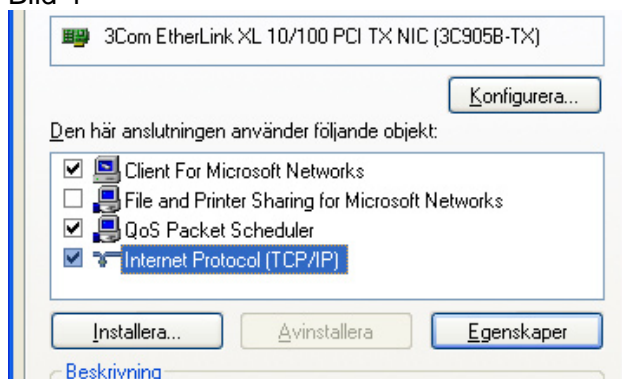 3Com EtherLink XL 10/100 PCI TX NIC (3C905B-TX)
Konfigurera...
Den här anslutningen använder följande objekt:
Client For Microsoft Networks
File and Printer Sharing for Microsoft Networks
QoS Packet Scheduler
Internet Protocol (TCP/IP)
Installera...
Avinstallera
Egenskaper
Beskrivning